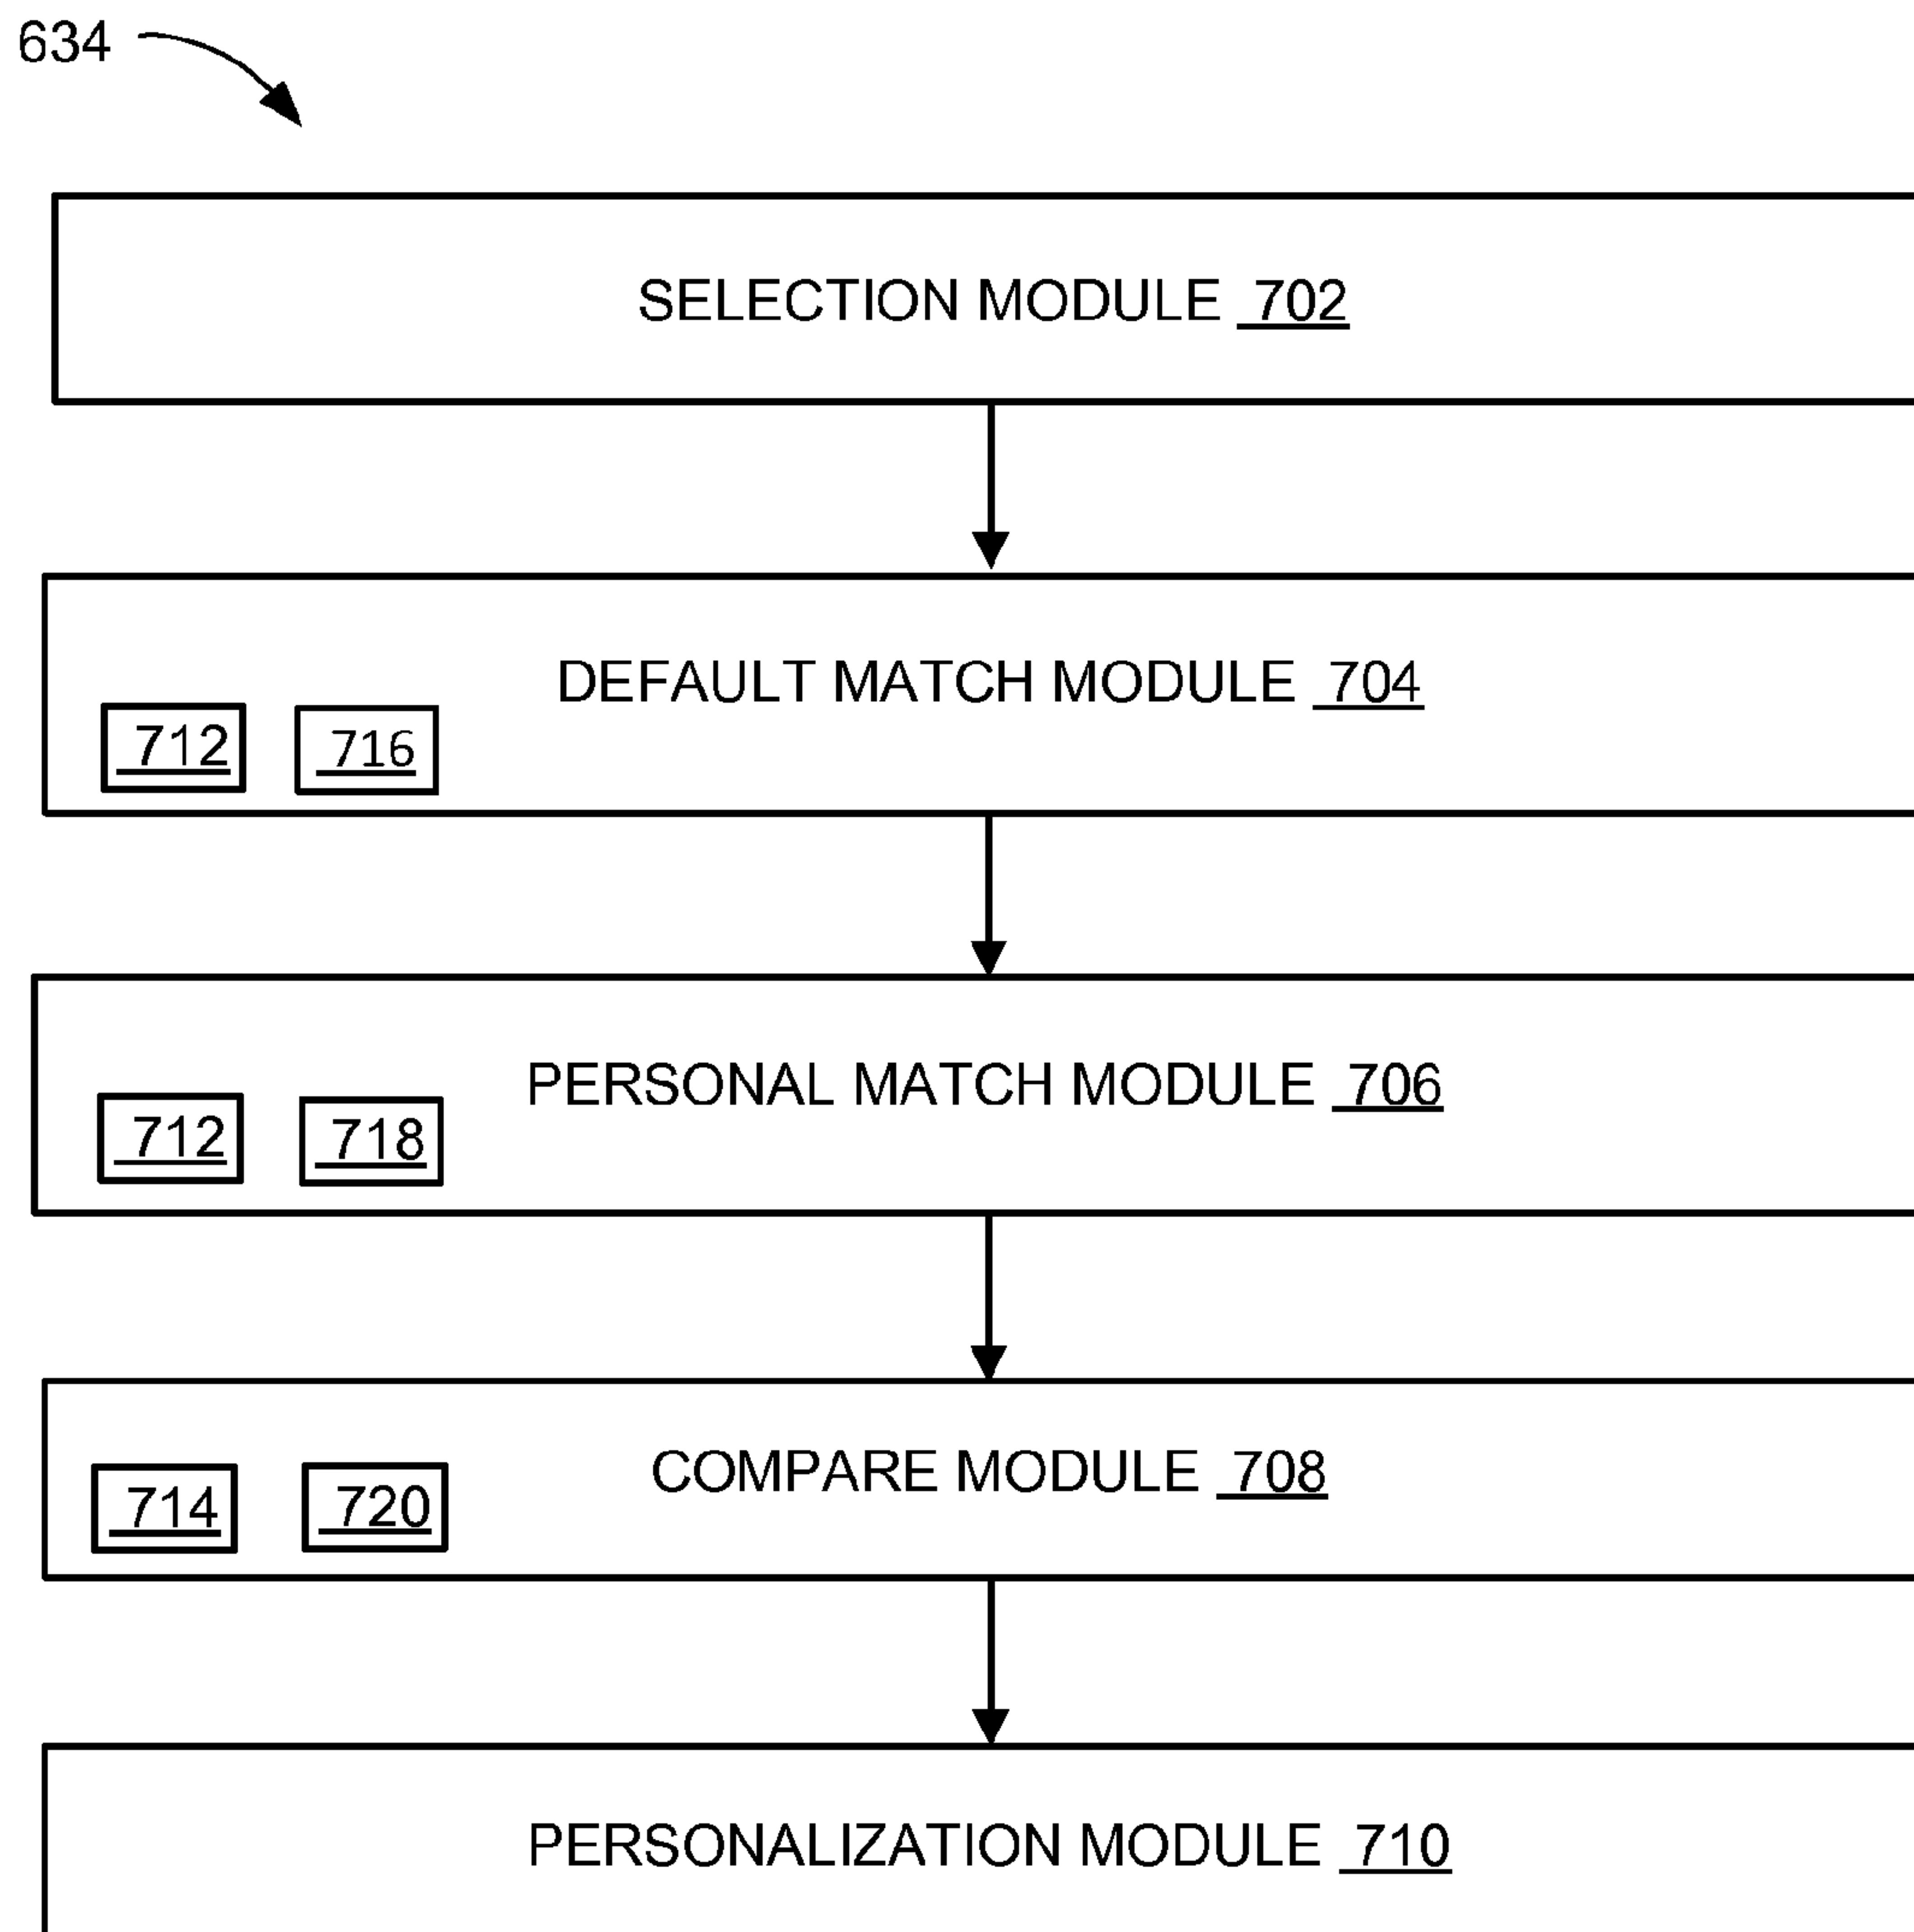 634
SELECTION MODULE 702
DEFAULT MATCH MODULE 704
712 716
PERSONAL MATCH MODULE 706
712 718
COMPARE MODULE 708
714 720
PERSONALIZATION MODULE 710